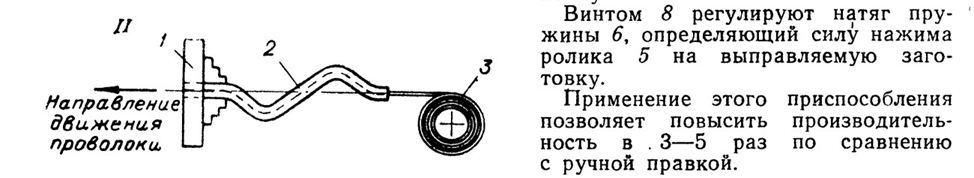 II
1
2
3
Направление
движения
проволоки
Винтом 8 регулируют натяг пру-
жины 6, определяющий силу нажима
ролика 5 на выправляемую заго-
товку.
Применение этого приспособления
позволяет повысить производитель-
ность в 3—5 раз по сравнению
с ручной правкой.